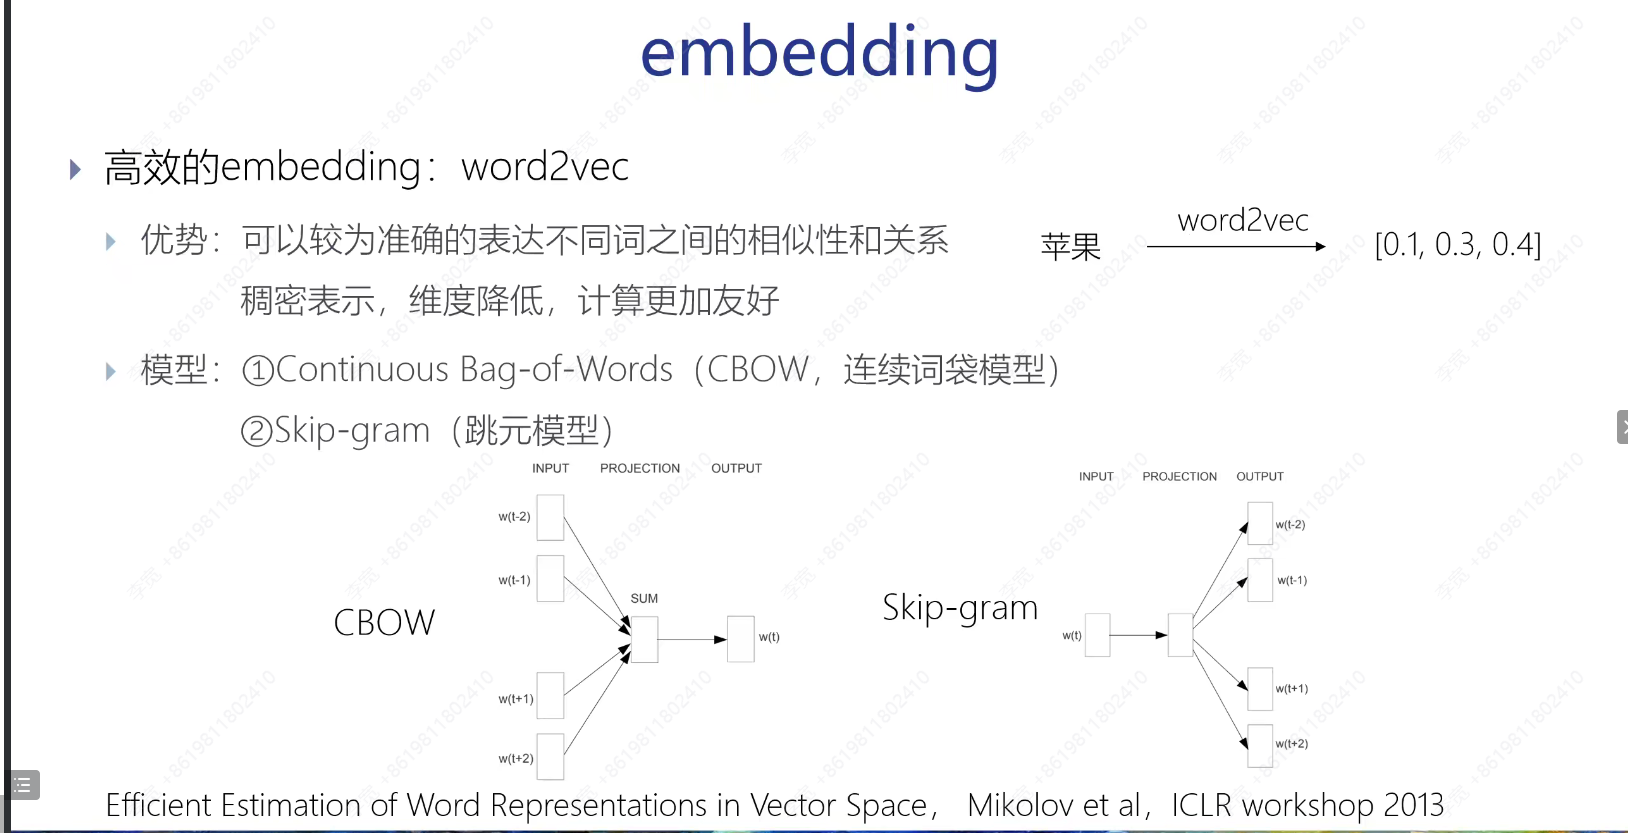 embedding
高效的embedding：word2vec
优势：可以较为准确的表达不同词之间的相似性和关系
稠密表示，维度降低，计算更加友好
苹果
word2vec
[0.1, 0.3, 0.4]
模型：①Continuous Bag-of-Words（CBOW，连续词袋模型）
②Skip-gram（跳元模型）
INPUT PROJECTION OUTPUT
w(t-2)
w(t-1)
SUM
CBOW
w(t)
w(t+1)
w(t+2)
INPUT PROJECTION OUTPUT
w(t-2)
w(t-1)
Skip-gram
w(t)
w(t+1)
w(t+2)
Efficient Estimation of Word Representations in Vector Space， Mikolov et al，ICLR workshop 2013
李宽 +8619811802410